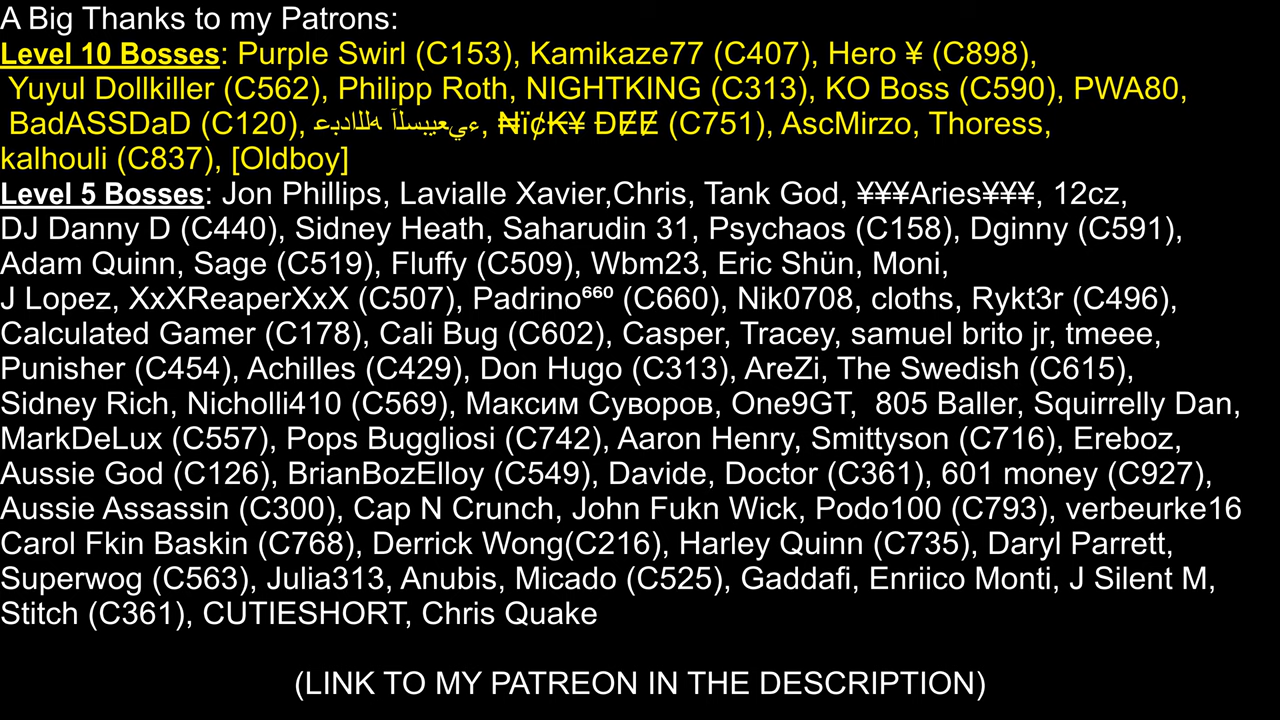 A Big Thanks to my Patrons:
Level 10 Bosses: Purple Swirl (C153), Kamikaze77 (C407), Hero ¥ (C898),
Yuyul Dollkiller (C562), Philipp Roth, NIGHTKING (C313), KO Boss (C590), PWA80,
BadASSDaD (C120), عبدالله آلسبيعيء, ₦ï¢₭¥ ĐɆɆ (C751), AscMirzo, Thoress,
kalhouli (C837), [Oldboy]
Level 5 Bosses: Jon Phillips, Lavialle Xavier,Chris, Tank God, ¥¥¥Aries¥¥¥, 12cz,
DJ Danny D (C440), Sidney Heath, Saharudin 31, Psychaos (C158), Dginny (C591),
Adam Quinn, Sage (C519), Fluffy (C509), Wbm23, Eric Shün, Moni,
J Lopez, XxXReaperXxX (C507), Padrino⁶⁶⁰ (C660), Nik0708, cloths, Rykt3r (C496),
Calculated Gamer (C178), Cali Bug (C602), Casper, Tracey, samuel brito jr, tmeee,
Punisher (C454), Achilles (C429), Don Hugo (C313), AreZi, The Swedish (C615),
Sidney Rich, Nicholli410 (C569), Максим Суворов, One9GT, 805 Baller, Squirrelly Dan,
MarkDeLux (C557), Pops Buggliosi (C742), Aaron Henry, Smittyson (C716), Ereboz,
Aussie God (C126), BrianBozElloy (C549), Davide, Doctor (C361), 601 money (C927),
Aussie Assassin (C300), Cap N Crunch, John Fukn Wick, Podo100 (C793), verbeurke16
Carol Fkin Baskin (C768), Derrick Wong(C216), Harley Quinn (C735), Daryl Parrett,
Superwog (C563), Julia313, Anubis, Micado (C525), Gaddafi, Enriico Monti, J Silent M,
Stitch (C361), CUTIESHORT, Chris Quake
(LINK TO MY PATREON IN THE DESCRIPTION)